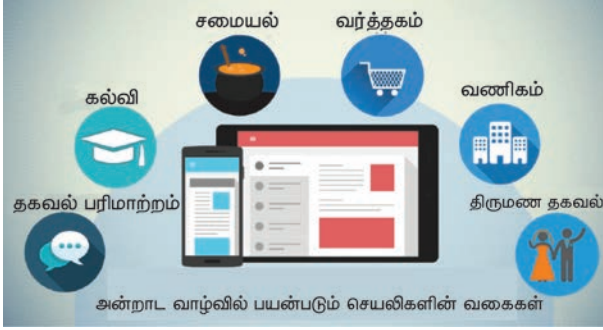 சமையல்
வர்த்தகம்
கல்வி
வணிகம்
தகவல் பரிமாற்றம்
திருமண தகவல்
அன்றாட வாழ்வில் பயன்படும் செயலிகளின் வகைகள்